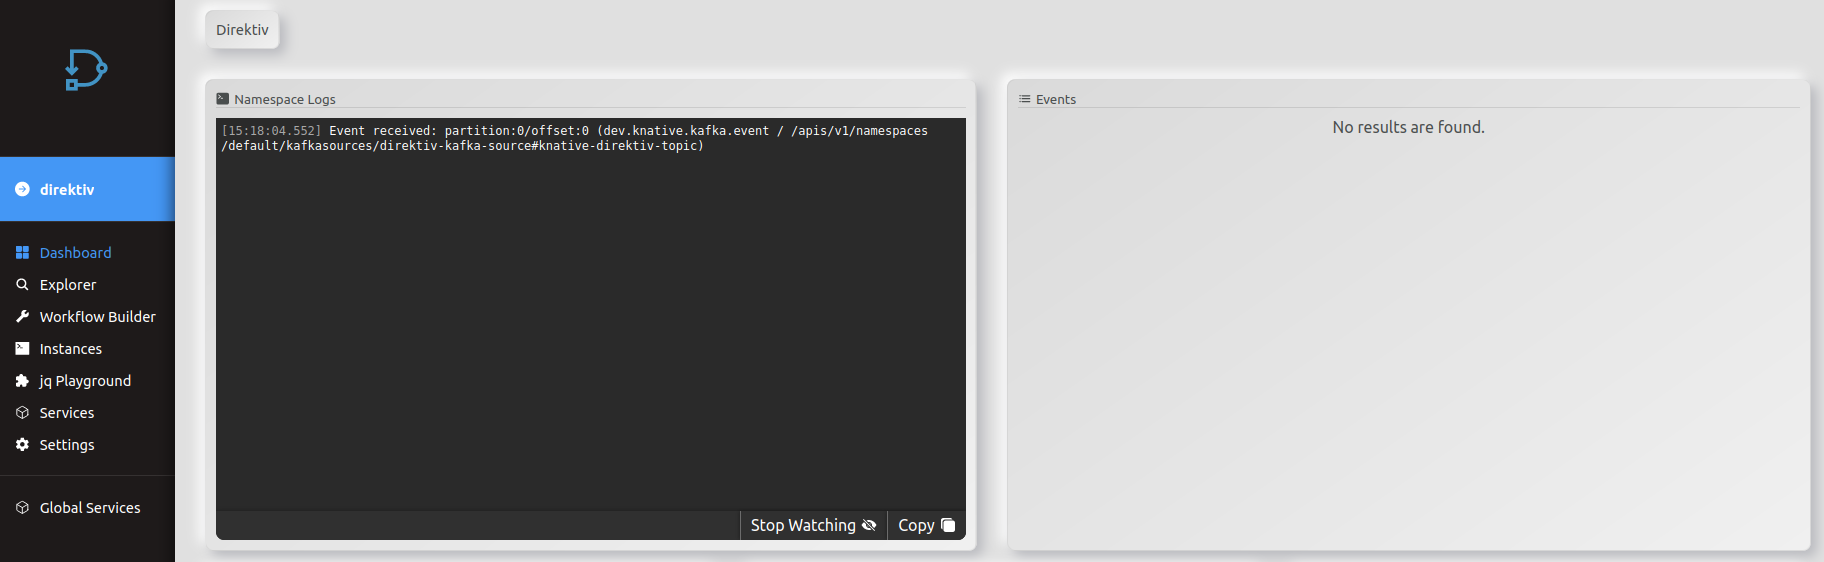 direktiv
Dashboard
Explorer
Workflow Builder
Instances
jq Playground
Services
Settings
Global Services
Direktiv
Namespace Logs
[15:18:04.552] Event received: partition:0/offset:0 (dev.knative.kafka.event / /apis/v1/namespaces
/default/kafkasources/direktiv-kafka-source#knative-direktiv-topic)
Stop Watching
Copy
Events
No results are found.